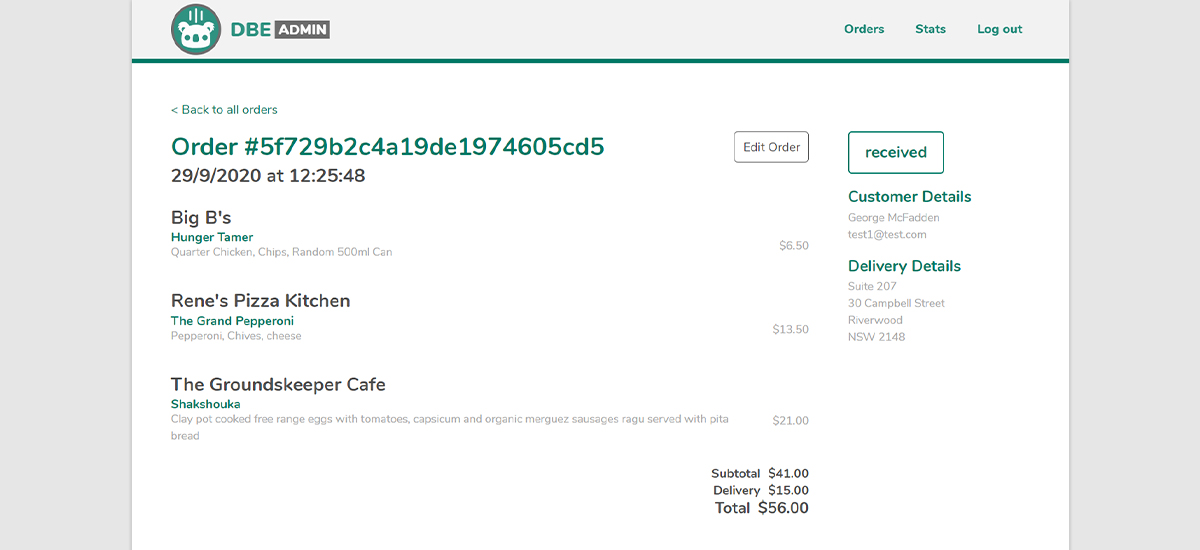 DBE ADMIN
Orders Stats Log out
< Back to all orders
Order #5f729b2c4a19de1974605cd5
Edit Order
29/9/2020 at 12:25:48
Big B's
Hunger Tamer
Quarter Chicken, Chips, Random 500ml Can
$6.50
Rene's Pizza Kitchen
The Grand Pepperoni
Pepperoni, Chives, cheese
$13.50
The Groundskeeper Cafe
Shakshouka
Clay pot cooked free range eggs with tomatoes, capsicum and organic merguez sausages ragu served with pita
bread
$21.00
Subtotal $41.00
Delivery $15.00
Total $56.00
received
Customer Details
George McFadden
test1@test.com
Delivery Details
Suite 207
30 Campbell Street
Riverwood
NSW 2148